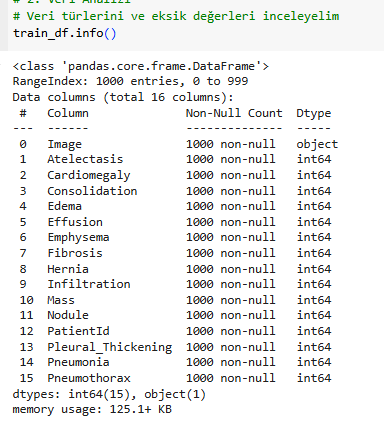 # 2. Veri Analizi
# Veri türlerini ve eksik değerleri inceleyelim
train_df.info()
<class 'pandas.core.frame.DataFrame'>
RangeIndex: 1000 entries, 0 to 999
Data columns (total 16 columns):
 #   Column              Non-Null Count  Dtype
---  ------              --------------  -----
 0   Image               1000 non-null   object
 1   Atelectasis         1000 non-null   int64
 2   Cardiomegaly        1000 non-null   int64
 3   Consolidation       1000 non-null   int64
 4   Edema               1000 non-null   int64
 5   Effusion            1000 non-null   int64
 6   Emphysema           1000 non-null   int64
 7   Fibrosis            1000 non-null   int64
 8   Hernia              1000 non-null   int64
 9   Infiltration        1000 non-null   int64
 10  Mass                1000 non-null   int64
 11  Nodule              1000 non-null   int64
 12  PatientId           1000 non-null   int64
 13  Pleural_Thickening  1000 non-null   int64
 14  Pneumonia           1000 non-null   int64
 15  Pneumothorax        1000 non-null   int64
dtypes: int64(15), object(1)
memory usage: 125.1+ KB